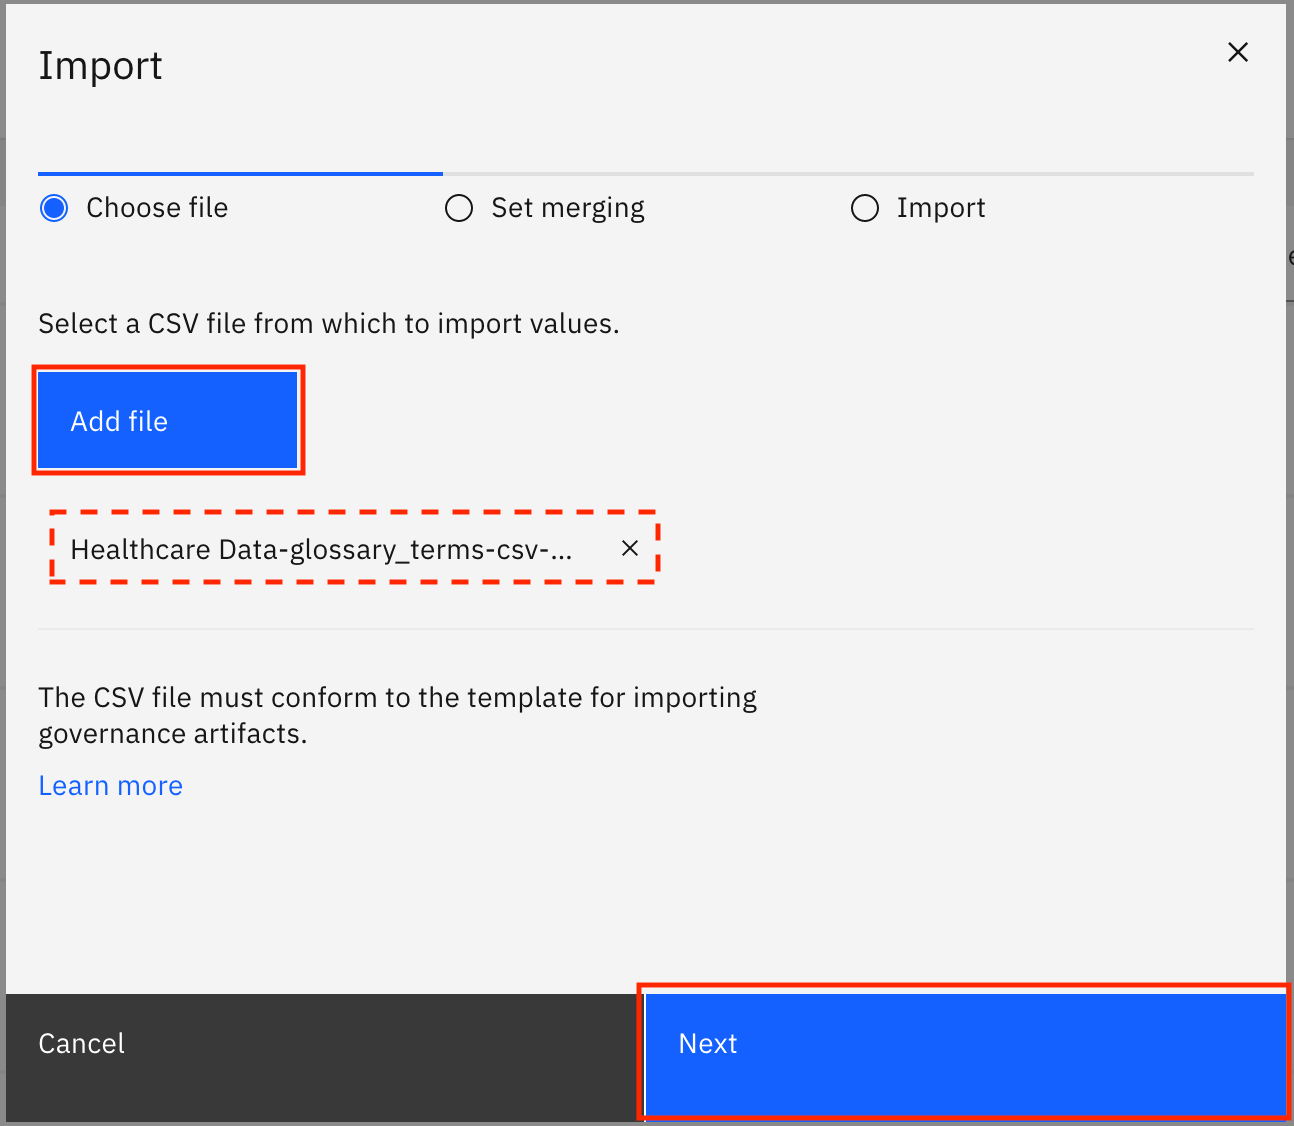 Import
Choose file
Set merging
Import
Select a CSV file from which to import values.
Add file
Healthcare Data-glossary_terms-csv-...
The CSV file must conform to the template for importing
governance artifacts.
Learn more
Cancel
Next